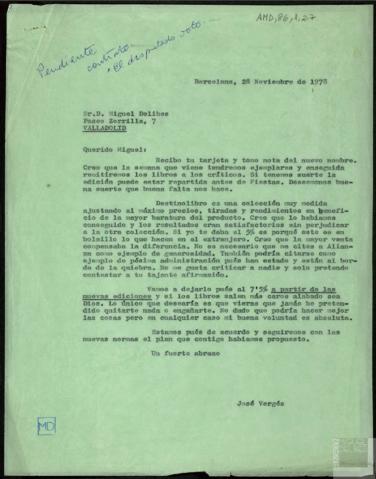 AMD,86,1,27
Pendiente
contrato.
"El disputado voto.
Barcelona, 28 Noviembre de 1978
Sr.D. Miguel Delibes
Paseo Zorrilla, 7
VALLADOLID
Querido Miguel:
Recibo tu tarjeta y tomo nota del nuevo nombre.
Creo que la semana que viene tendremos ejemplares y enseguida
remitiremos los libros a los críticos. Si tenemos suerte la
edición puede estar repartida antes de Fiestas. Deseemonos bue
na suerte que buena falta nos hace.
Destinolibro es una colección muy medida
ajustando al máximo precios, tiradas y rendimientos en benefi-
cio de la mayor baratura del producto. Creo que lo habíamos
conseguido y los resultados eran satisfactorios sin perjudicar
a la otra colección. Si yo te daba el 5% es porqué esto es en
bolsillo lo que hacen en el extranjero. Creo que la mayor venta
compensaba la diferencia. No es necesario que me cites a Alian-
za como ejemplo de generosidad. También podría citarse como
ejemplo de pésima administración pués han estado y están al bor-
de de la quiebra. No me gusta criticar a nadie y solo pretendo
contestar a tu tajante afirmación.
Vamos a dejarlo pués al 7'5% a partir de las
nuevas ediciones y si los libros salen más caros alabado sea
Dios. Lo único que desearía es que vieras que jamás he preten-
dido quitarte nada o engañarte. No dudo que podría hacer mejor
las cosas pero en cualquier caso mi buena voluntad es absoluta.
Estamos pués de acuerdo y seguiremos con las
nuevas normas el plan que contigo habíamos propuesto.
Un fuerte abrazo
José Vergés
MD